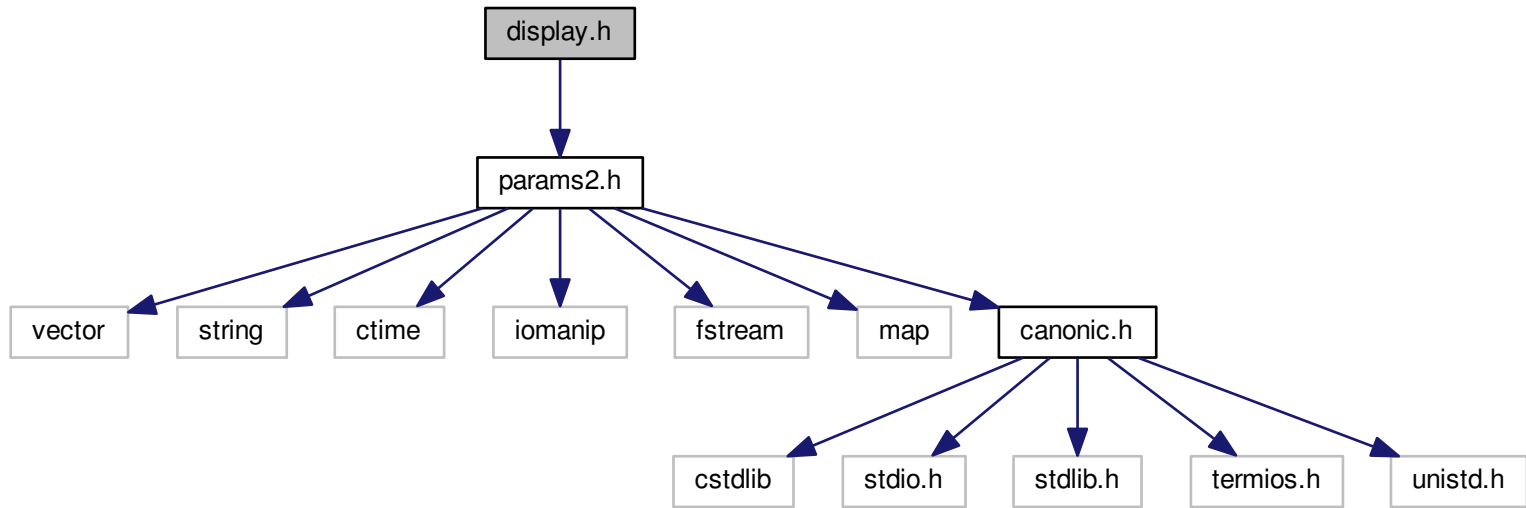 display.h
params2.h
vector
string
ctime
iomanip
fstream
map
canonic.h
cstdlib
stdio.h
stdlib.h
termios.h
unistd.h